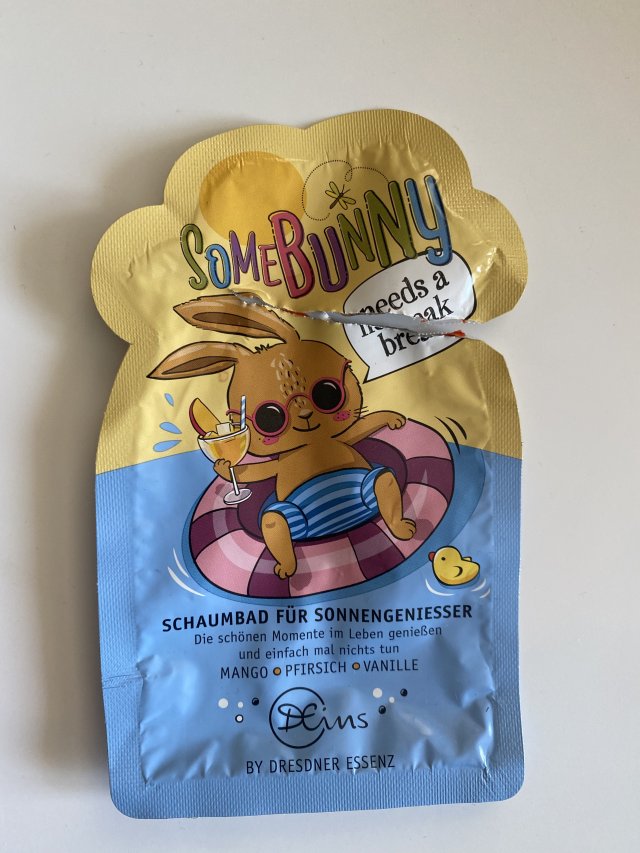 SOMEBUNNY
needs a
break
SCHAUMBAD FÜR SONNENGENIESSER
Die schönen Momente im Leben genießen
und einfach mal nichts tun
MANGO • PFIRSICH • VANILLE
DEins
BY DRESDNER ESSENZ